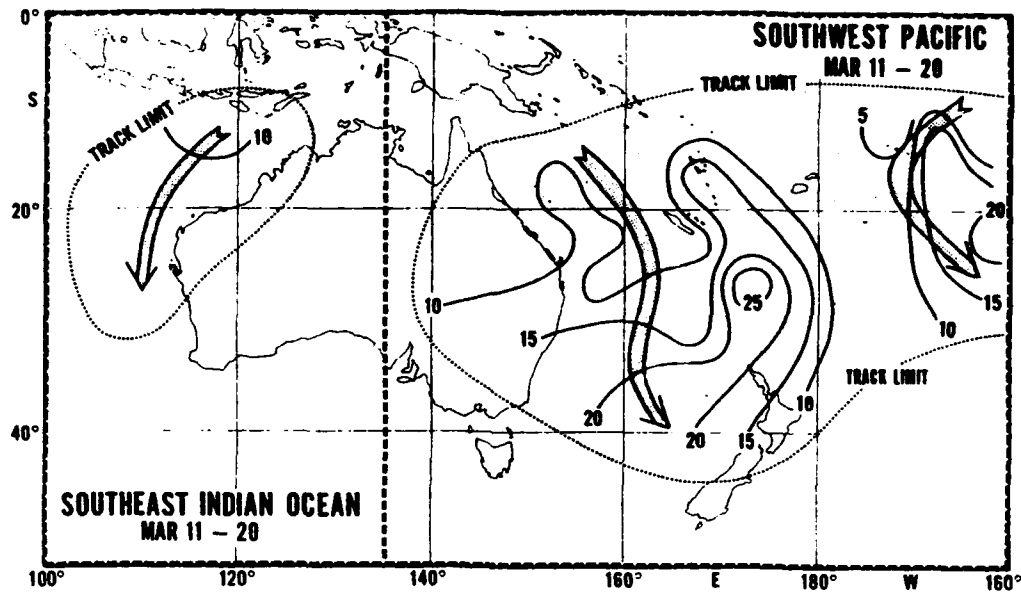 0°
SOUTHWEST PACIFIC
MAR 11 – 20
TRACK LIMIT
S
TRACK LIMIT
5
10
20°
20
10
25
15
15
10
TRACK LIMIT
20
10
40°
20
15
SOUTHEAST INDIAN OCEAN
MAR 11 – 20
100°
120°
140°
160°
E
180°
W
160°